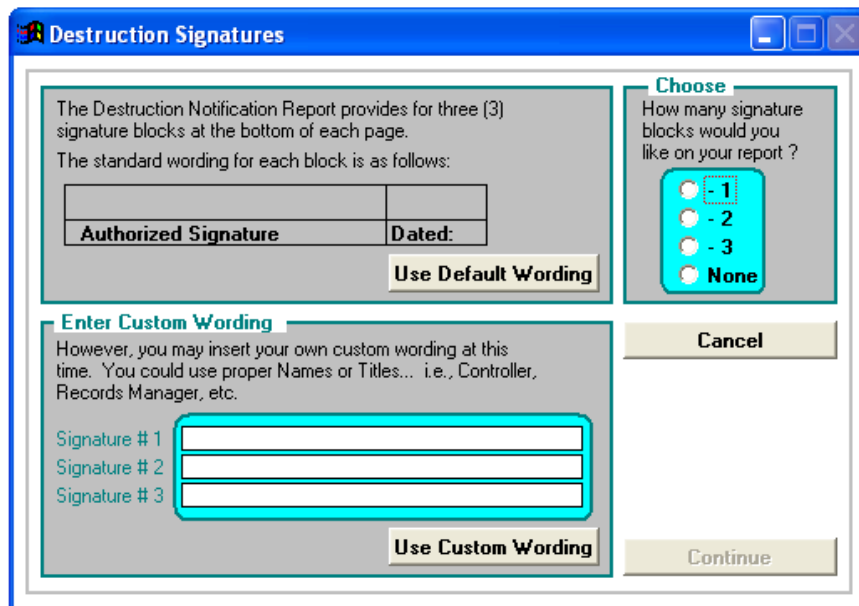 Destruction Signatures
The Destruction Notification Report provides for three (3)
signature blocks at the bottom of each page.
The standard wording for each block is as follows:
Authorized Signature Dated:
Use Default Wording
Choose
How many signature
blocks would you
like on your report ?
- 1
- 2
- 3
None
Cancel
Enter Custom Wording
However, you may insert your own custom wording at this
time. You could use proper Names or Titles... i.e., Controller,
Records Manager, etc.
Signature # 1
Signature # 2
Signature # 3
Use Custom Wording
Continue